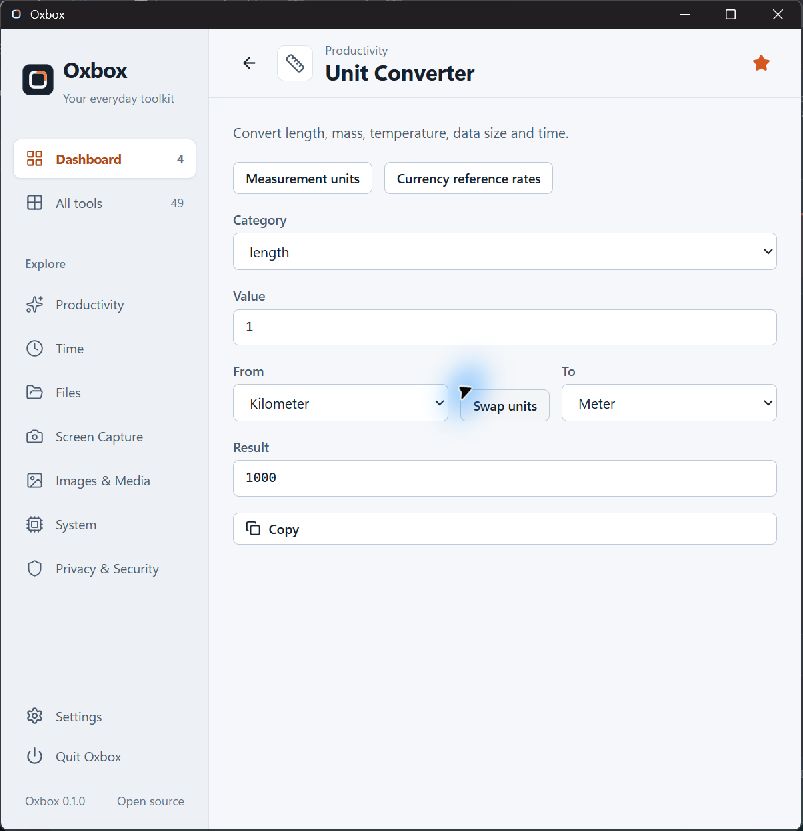 Oxbox
Oxbox
Your everyday toolkit
Dashboard 4
All tools 49
Explore
Productivity
Time
Files
Screen Capture
Images & Media
System
Privacy & Security
Settings
Quit Oxbox
Oxbox 0.1.0 Open source
Productivity
Unit Converter
Convert length, mass, temperature, data size and time.
Measurement units Currency reference rates
Category
length
Value
1
From To
Kilometer Swap units Meter
Result
1000
Copy